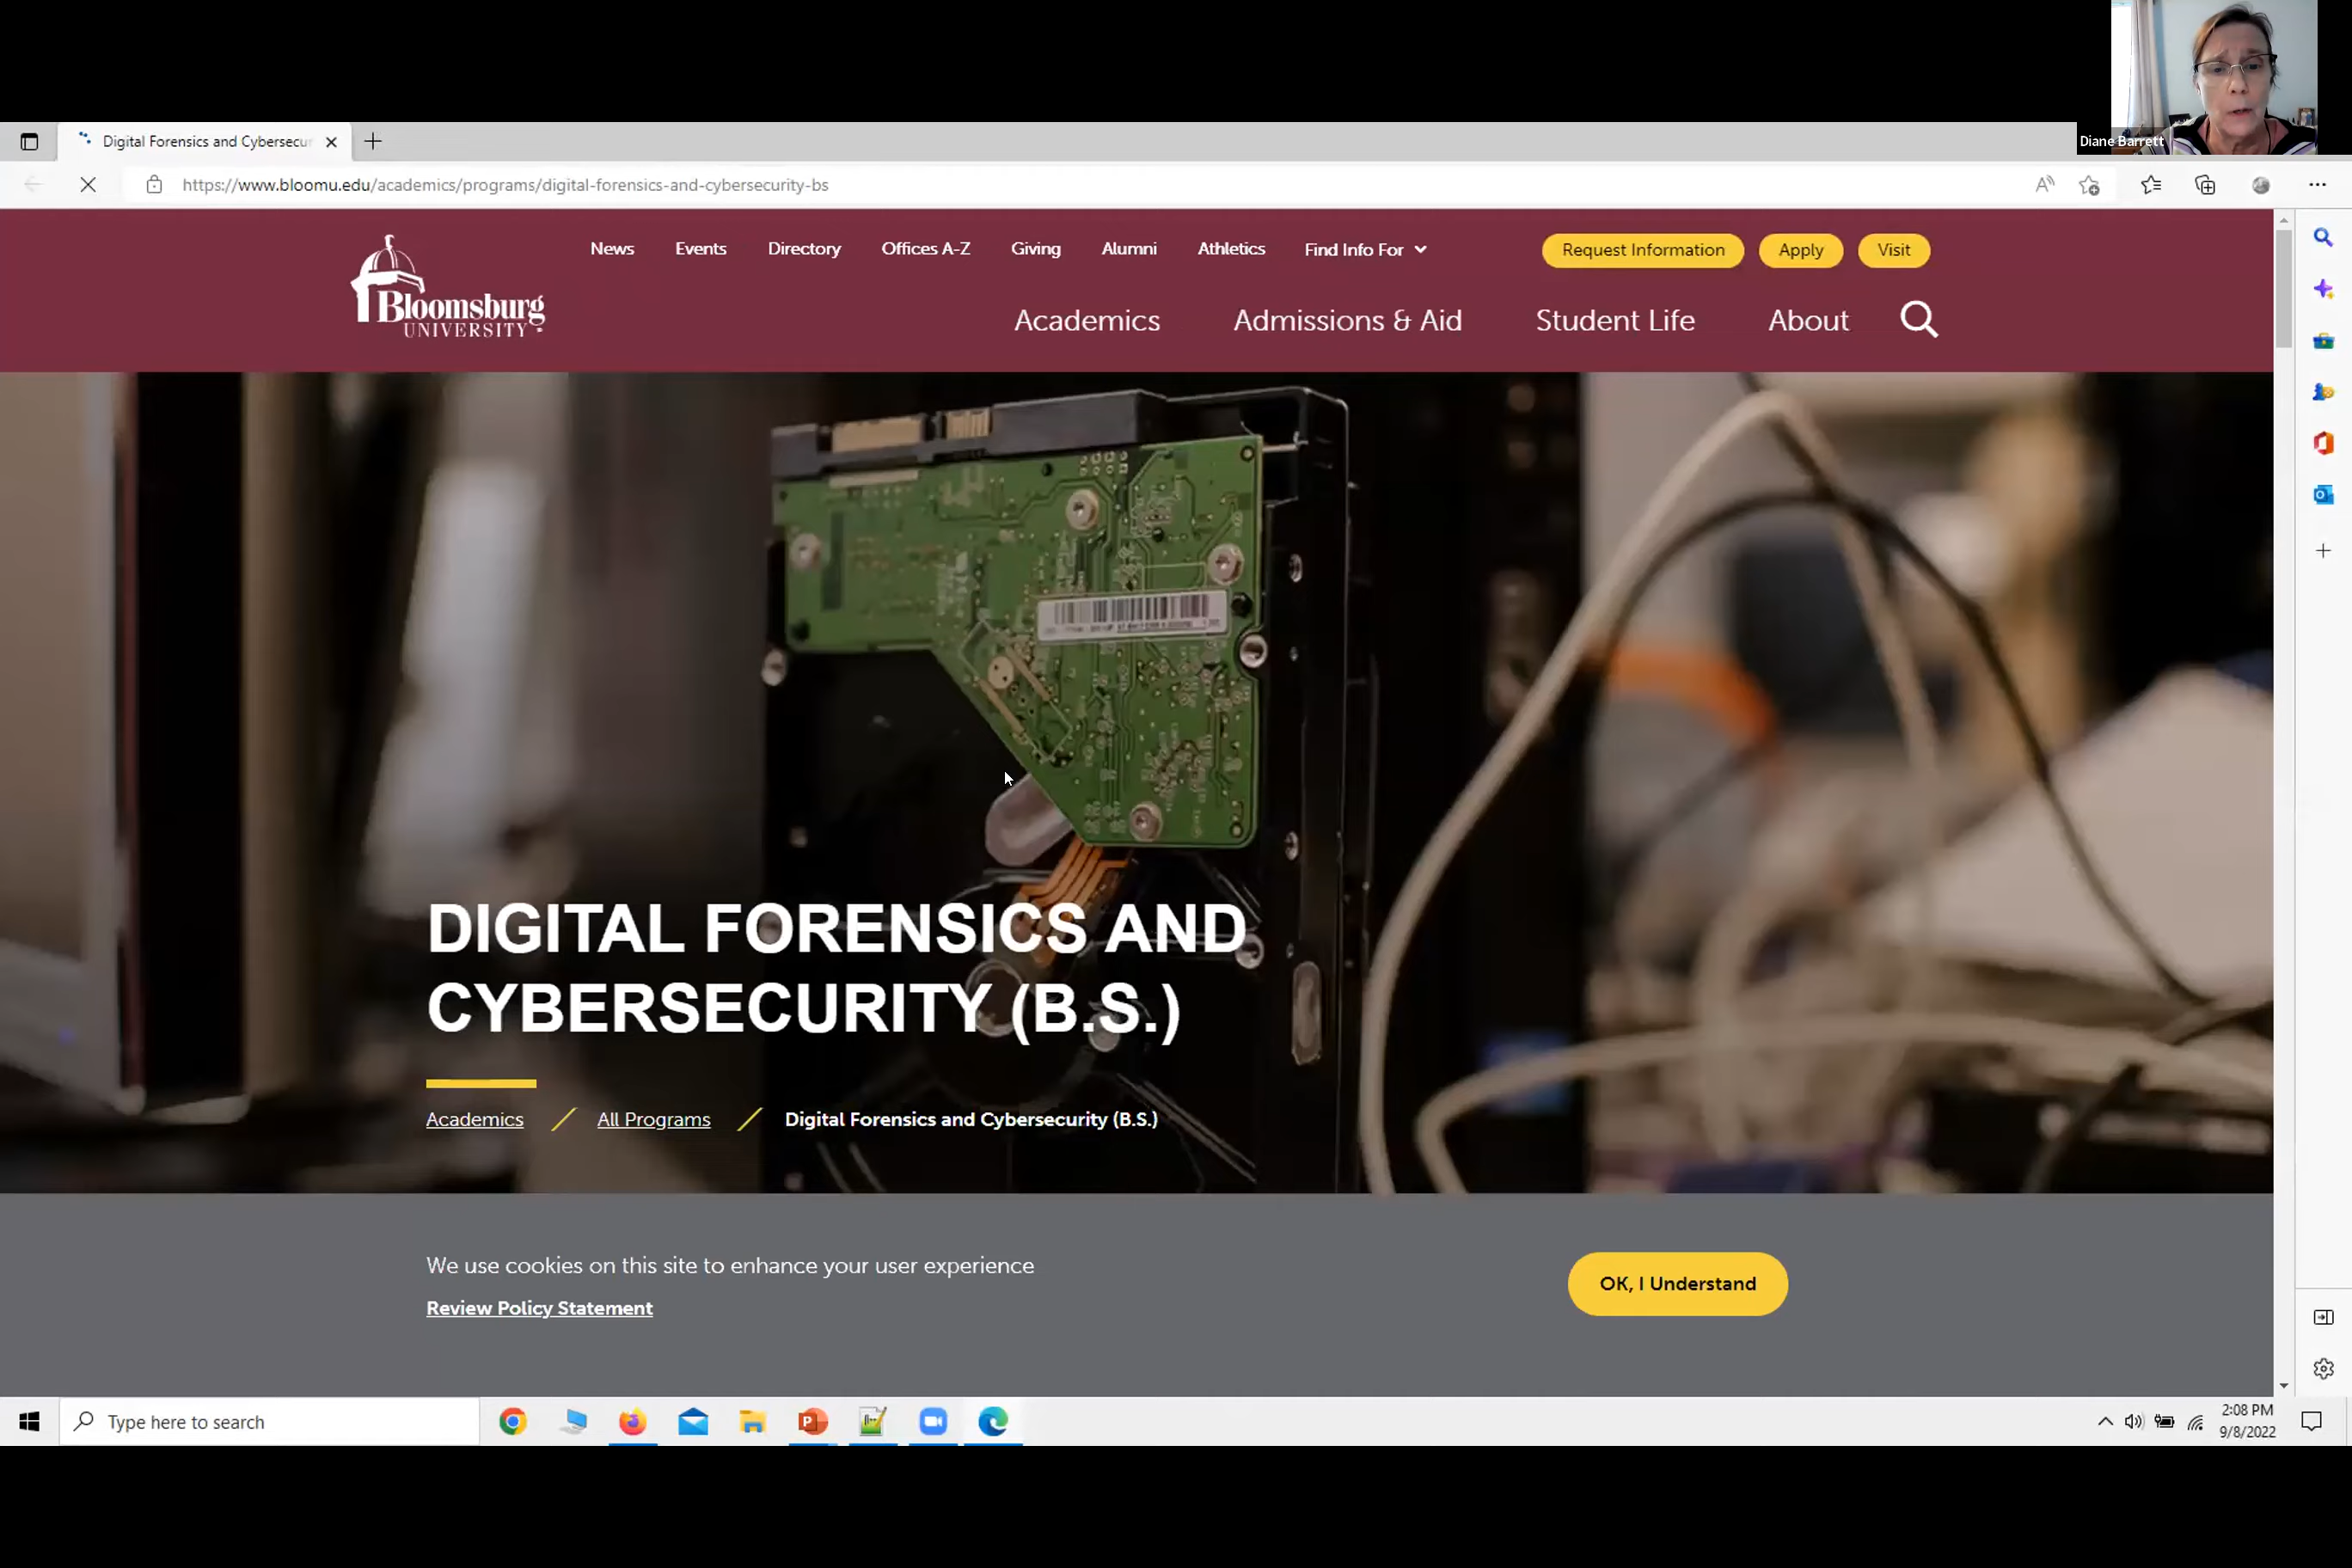 Diane Barrett
Digital Forensics and Cybersecur
https://www.bloomu.edu/academics/programs/digital-forensics-and-cybersecurity-bs
News Events Directory Offices A-Z Giving Alumni Athletics Find Info For Request Information Apply Visit
Bloomsburg
UNIVERSITY
Academics Admissions & Aid Student Life About
DIGITAL FORENSICS AND
CYBERSECURITY (B.S.)
Academics / All Programs / Digital Forensics and Cybersecurity (B.S.)
We use cookies on this site to enhance your user experience
Review Policy Statement
OK, I Understand
Type here to search
2:08 PM
9/8/2022